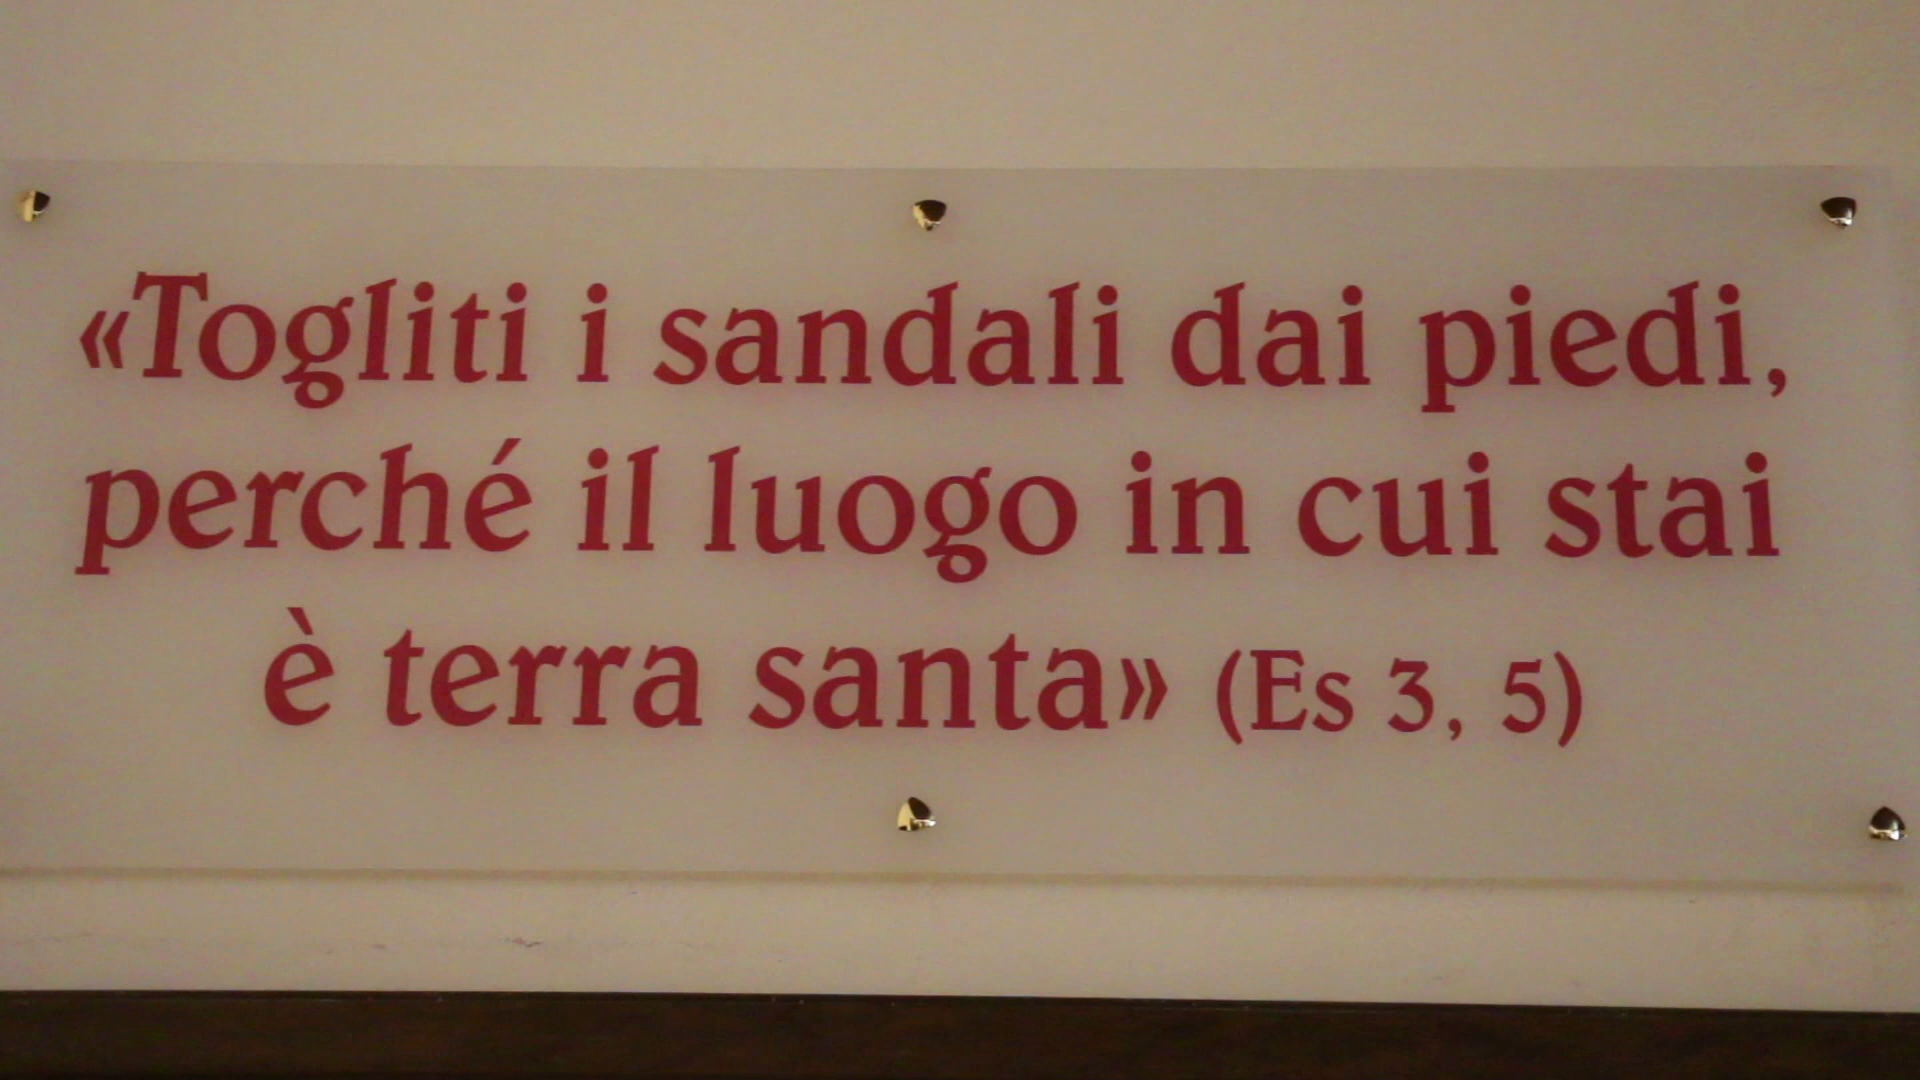 «Togliti i sandali dai piedi,
perché il luogo in cui stai
è terra santa» (Es 3, 5)